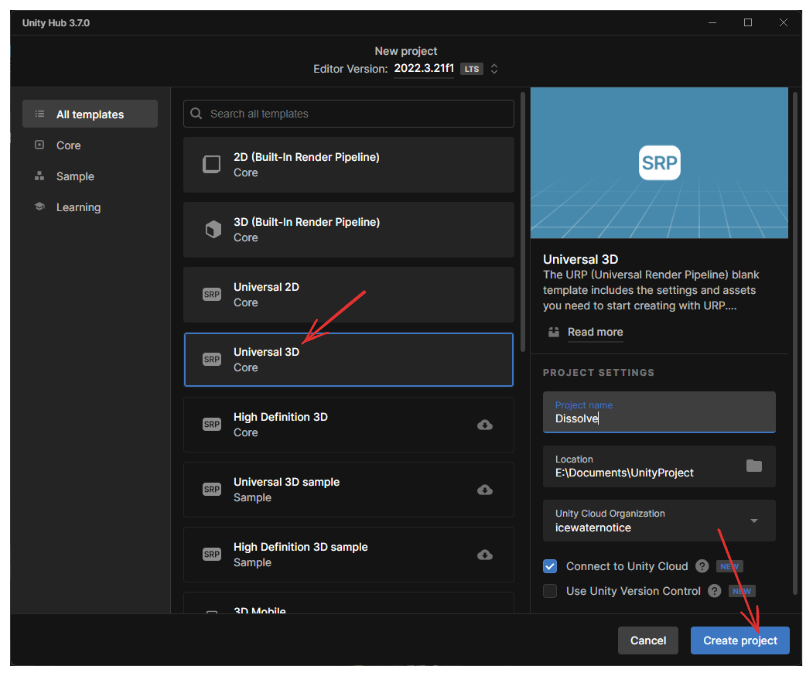 Unity Hub 3.7.0
New project
Editor Version: 2022.3.21f1 LTS
All templates
Core
Sample
Learning
Search all templates
2D (Built-In Render Pipeline)
Core
3D (Built-In Render Pipeline)
Core
SRP
Universal 2D
Core
SRP
Universal 3D
Core
SRP
High Definition 3D
Core
SRP
Universal 3D sample
Sample
SRP
High Definition 3D sample
Sample
3D Mobile
SRP
Universal 3D
The URP (Universal Render Pipeline) blank
template includes the settings and assets
you need to start creating with URP....
Read more
PROJECT SETTINGS
Project name
Dissolve
Location
E:\Documents\UnityProject
Unity Cloud Organization
icewaternotice
Connect to Unity Cloud ? NEW
Use Unity Version Control ? NEW
Cancel
Create project